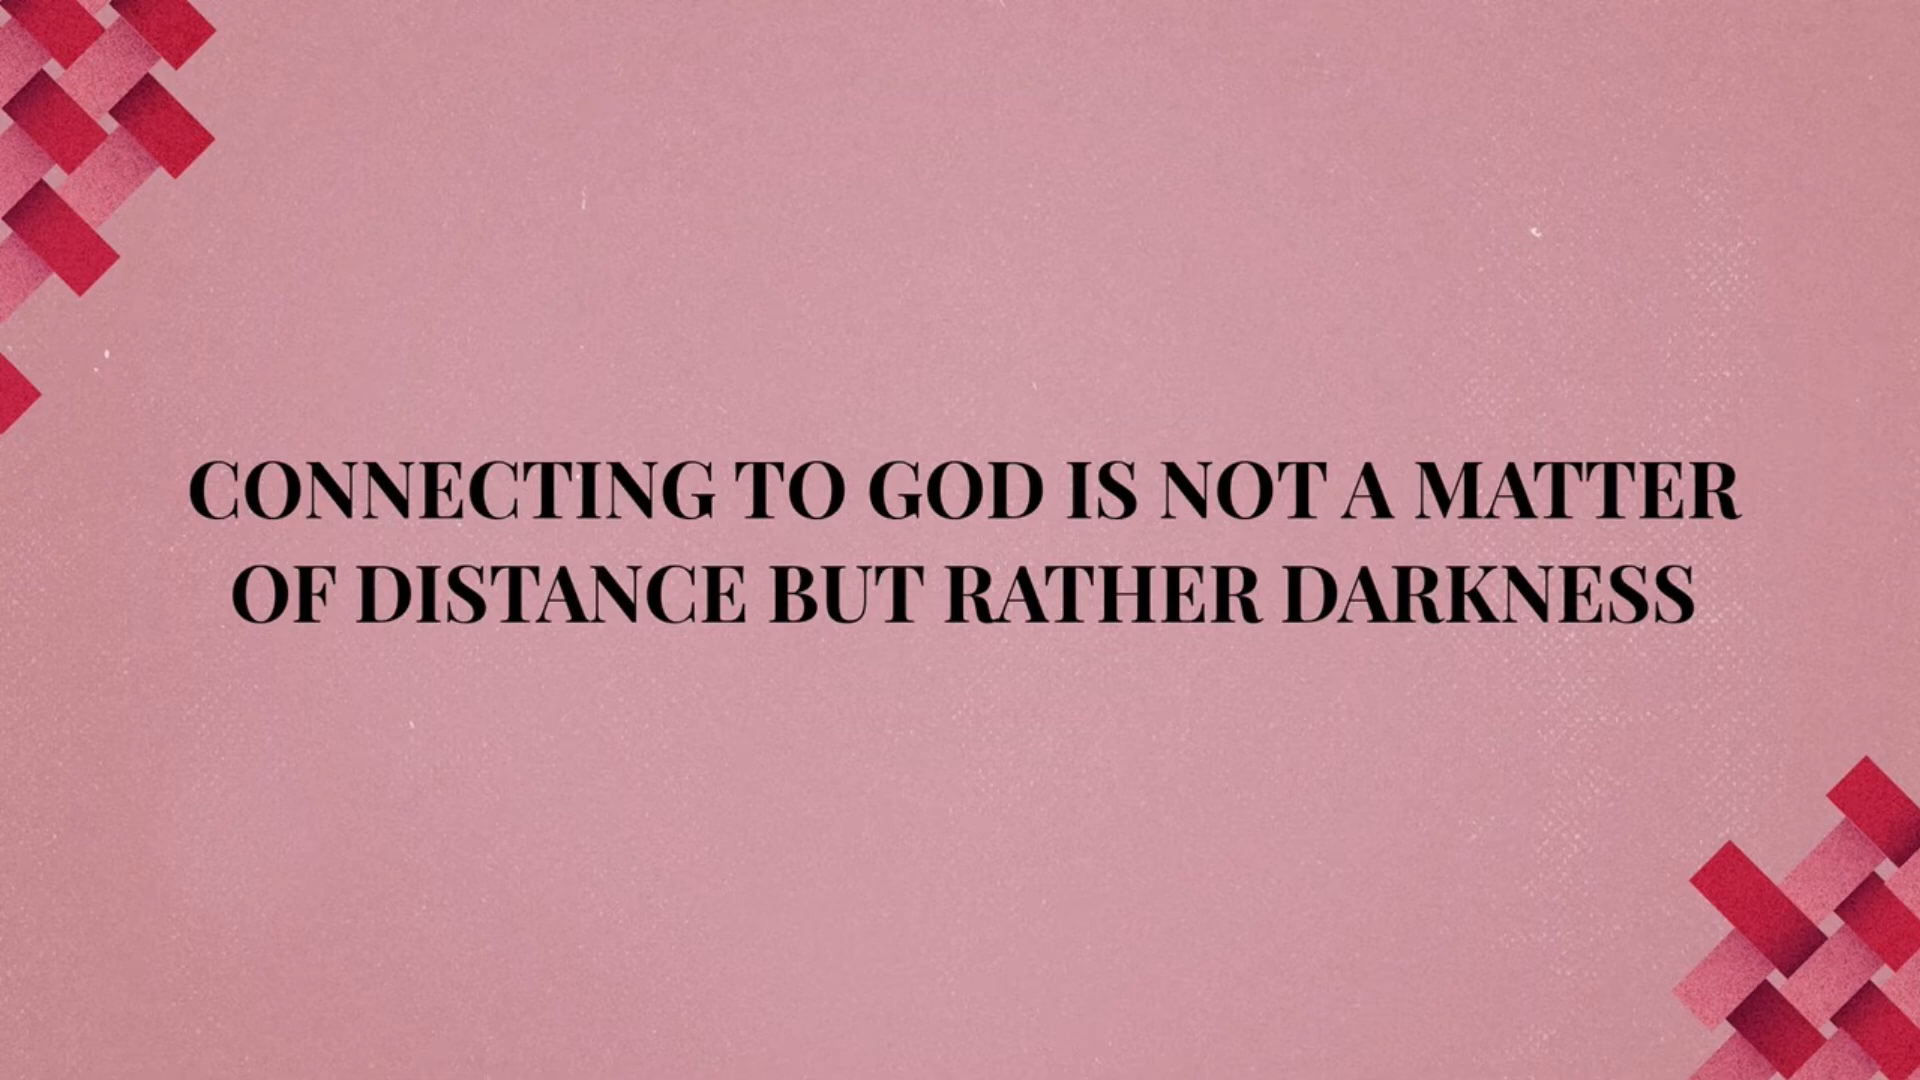 CONNECTING TO GOD IS NOT A MATTER
OF DISTANCE BUT RATHER DARKNESS